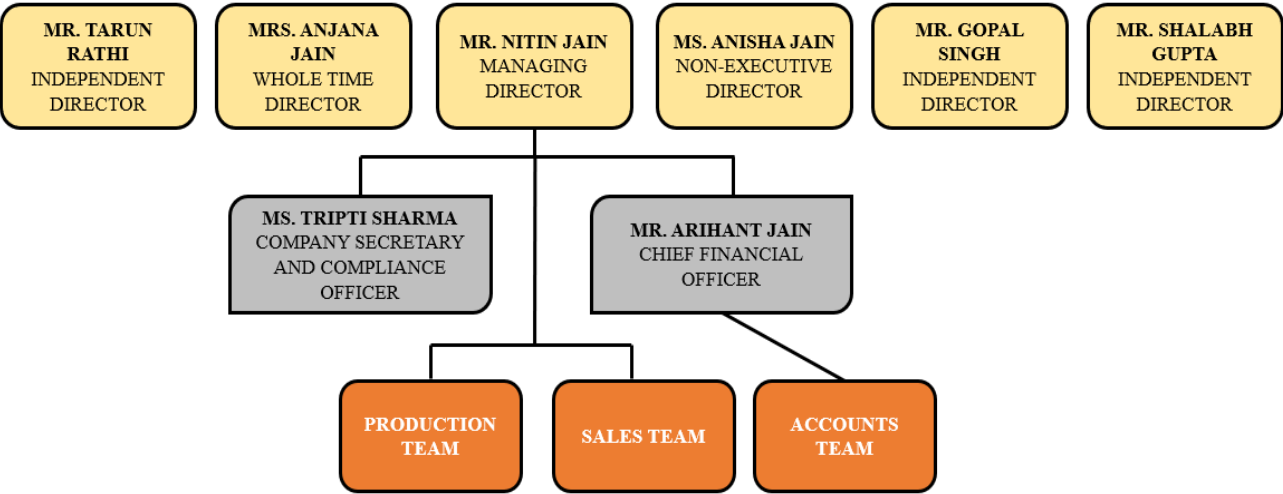 MR. TARUN
RATHI
INDEPENDENT
DIRECTOR
MRS. ANJANA
JAIN
WHOLE TIME
DIRECTOR
MR. NITIN JAIN
MANAGING
DIRECTOR
MS. ANISHA JAIN
NON-EXECUTIVE
DIRECTOR
MR. GOPAL
SINGH
INDEPENDENT
DIRECTOR
MR. SHALABH
GUPTA
INDEPENDENT
DIRECTOR
MS. TRIPTI SHARMA
COMPANY SECRETARY
AND COMPLIANCE
OFFICER
MR. ARIHANT JAIN
CHIEF FINANCIAL
OFFICER
PRODUCTION
TEAM
SALES TEAM
ACCOUNTS
TEAM